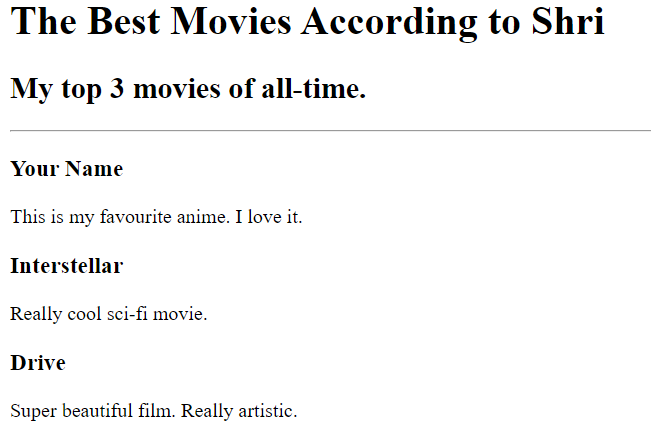 The Best Movies According to Shri
My top 3 movies of all-time.
Your Name
This is my favourite anime. I love it.
Interstellar
Really cool sci-fi movie.
Drive
Super beautiful film. Really artistic.